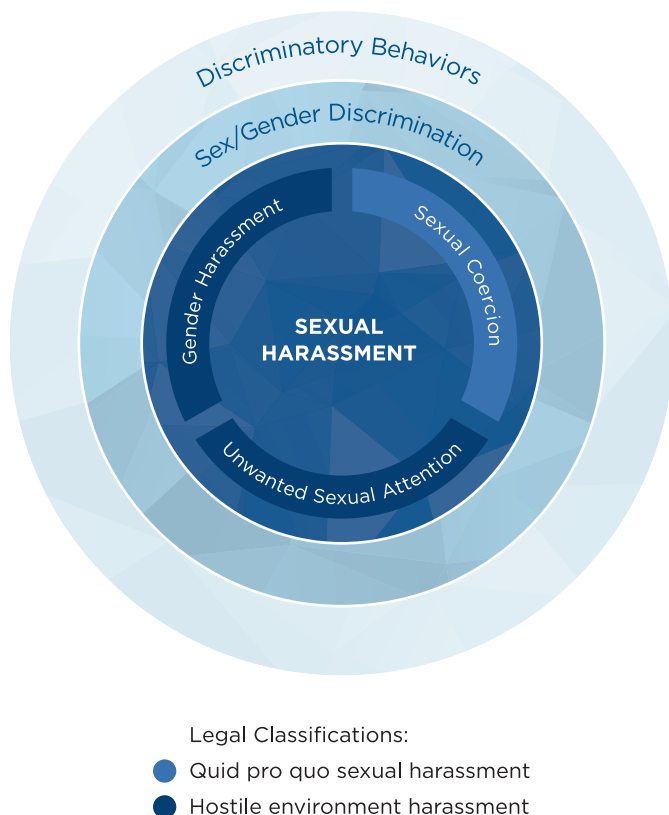 Discriminatory Behaviors
Sex/Gender Discrimination
Gender Harassment
Sexual Coercion
SEXUAL
HARASSMENT
Unwanted Sexual Attention
Legal Classifications:
Quid pro quo sexual harassment
Hostile environment harassment